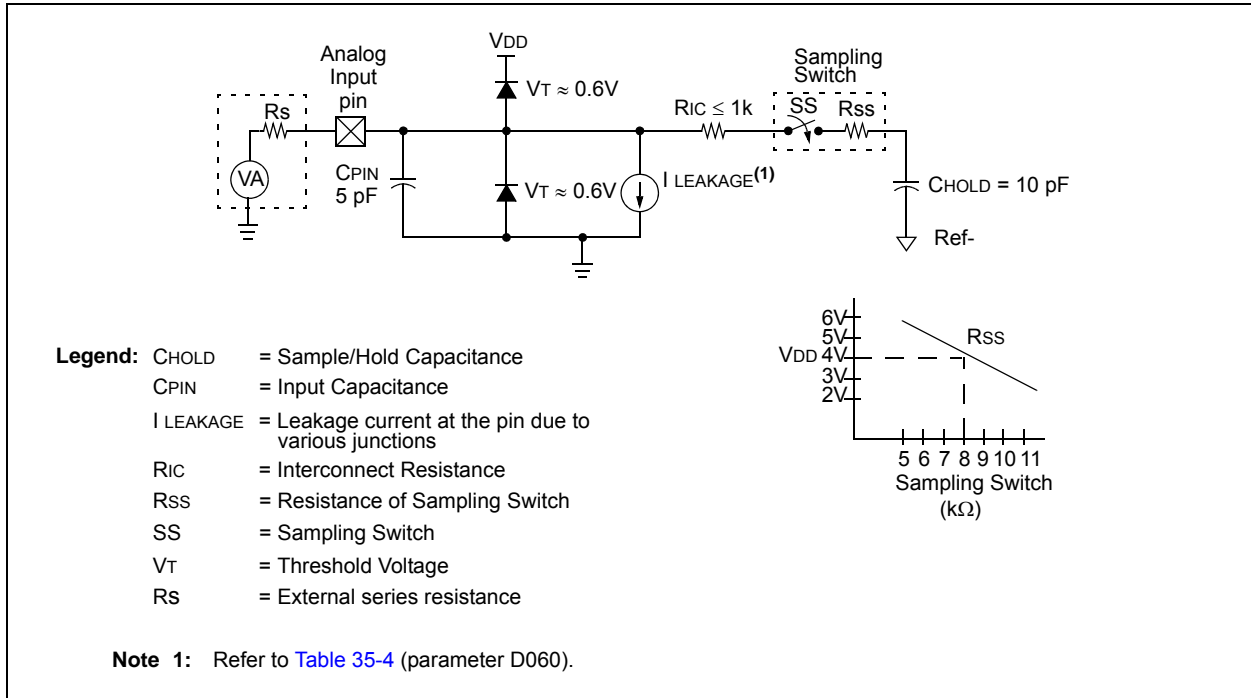 VDD
Analog
Input
pin
Sampling
Switch
VT ≈ 0.6V
RIC ≤ 1k
SS
Rss
Rs
VA
CPIN
5 pF
VT ≈ 0.6V
I LEAKAGE(1)
CHOLD = 10 pF
Ref-
6V
5V
VDD 4V
3V
2V
RSS
5 6 7 8 9 10 11
Sampling Switch
(kΩ)
Legend: CHOLD = Sample/Hold Capacitance
CPIN = Input Capacitance
I LEAKAGE = Leakage current at the pin due to
various junctions
RIC = Interconnect Resistance
RSS = Resistance of Sampling Switch
SS = Sampling Switch
VT = Threshold Voltage
Rs = External series resistance
Note 1: Refer to Table 35-4 (parameter D060).